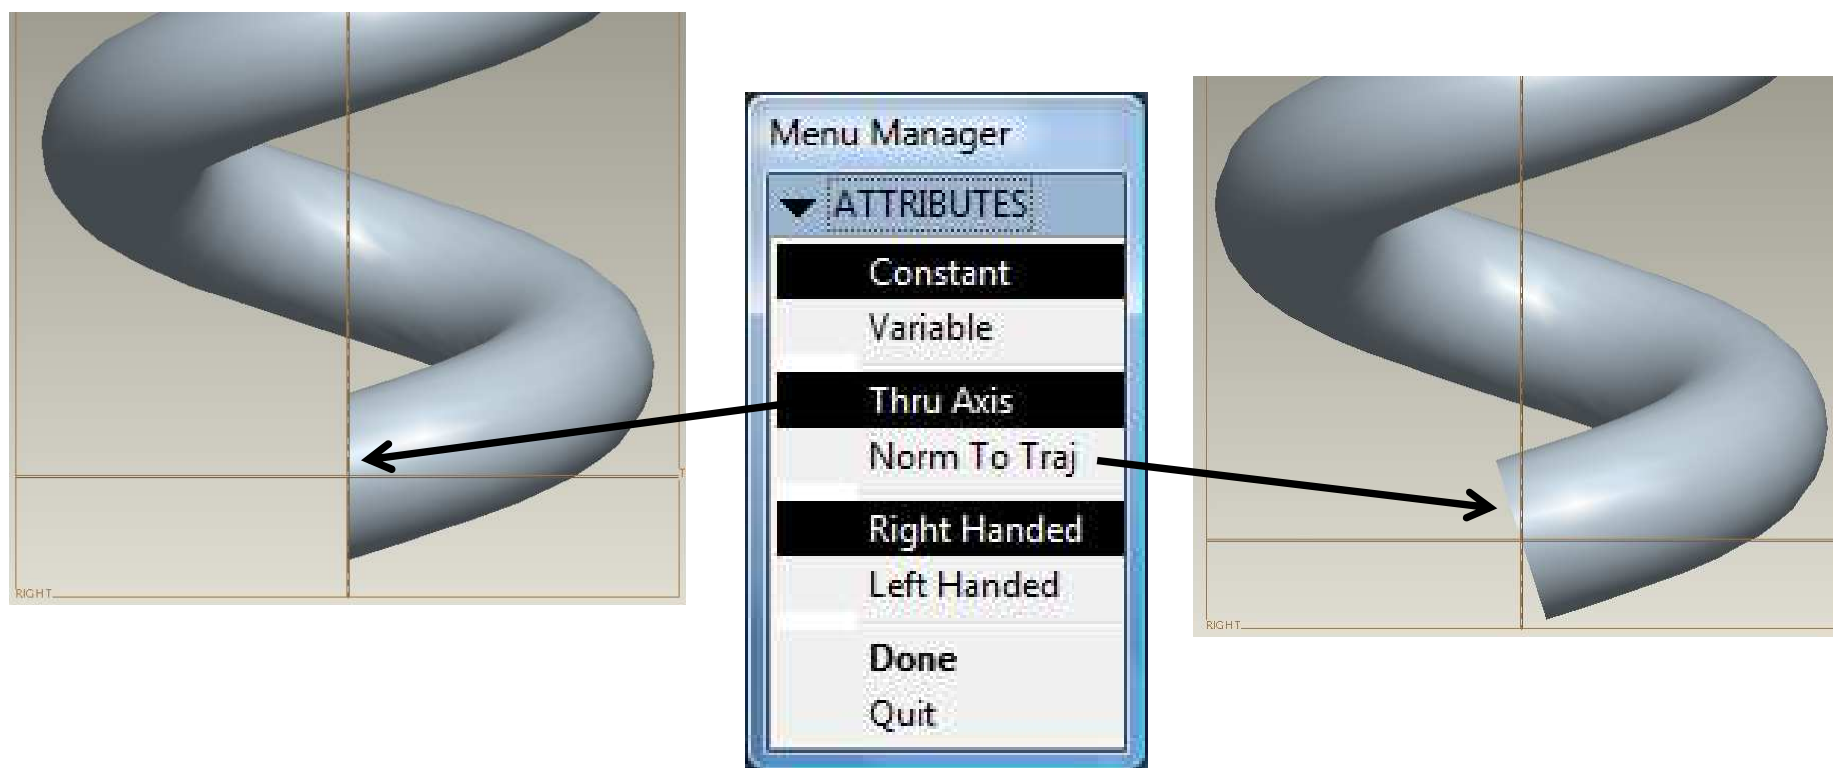 Menu Manager
ATTRIBUTES
Constant
Variable
Thru Axis
Norm To Traj
Right Handed
Left Handed
Done
Quit
RIGHT
RIGHT